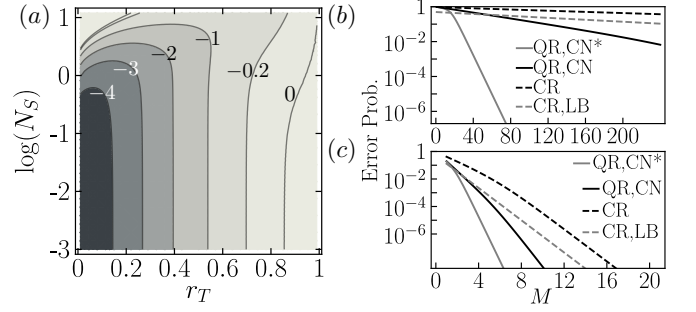 (a)
log(N_S)
1
0
-1
-2
-3
−4
−3
−2
−1
−0.2
0
0 0.2 0.4 0.6 0.8 1
r_T
Error Prob.
(b)
1
10^-2
10^-4
10^-6
QR,CN*
QR,CN
CR
CR,LB
0 40 80 120 160 200
(c)
1
10^-2
10^-4
10^-6
QR,CN*
QR,CN
CR
CR,LB
0 4 8 12 16 20
M